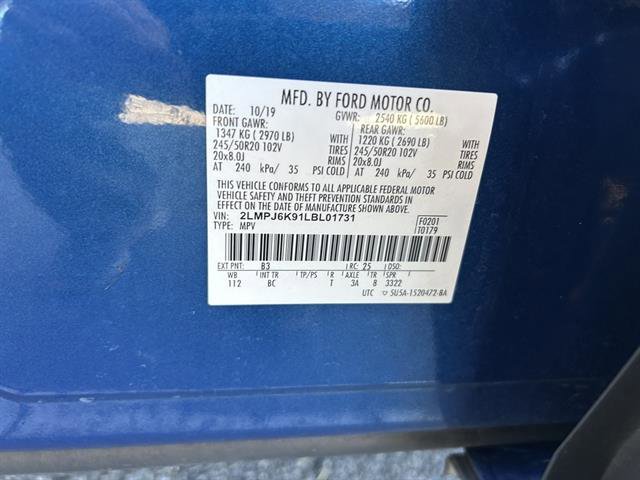 MFD. BY FORD MOTOR CO.
DATE: 10/19 GVWR: 2540 KG ( 5600 LB)
FRONT GAWR: REAR GAWR:
1347 KG ( 2970 LB) WITH 1220 KG ( 2690 LB) WITH
245/50R20 102V TIRES 245/50R20 102V TIRES
20x8.0J RIMS 20x8.0J RIMS
AT 240 kPa/ 35 PSI COLD AT 240 kPa/ 35 PSI COLD
THIS VEHICLE CONFORMS TO ALL APPLICABLE FEDERAL MOTOR
VEHICLE SAFETY AND THEFT PREVENTION STANDARDS IN
EFFECT ON THE DATE OF MANUFACTURE SHOWN ABOVE.
VIN: 2LMPJ6K91LBL01731 F0201
TYPE: MPV T0179
EXT PNT: B3 RC: 25 DSO:
WB INT TR TP/PS R AXLE TR SPR
112 BC T 3A 8 3322
UTC SU5A-1520472-BA